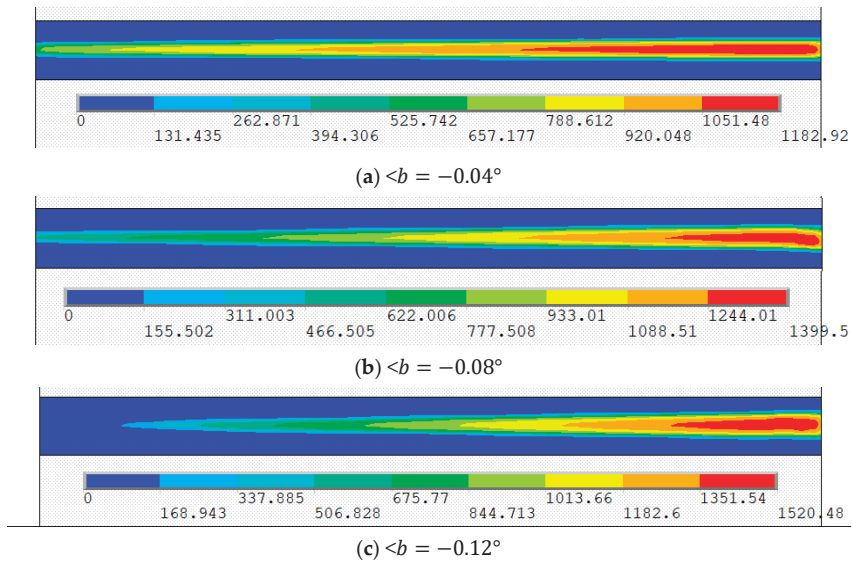 0 262.871 525.742 788.612 1051.48
131.435 394.306 657.177 920.048 1182.92
(a) <b = −0.04°
0 311.003 622.006 933.01 1244.01
155.502 466.505 777.508 1088.51 1399.5
(b) <b = −0.08°
0 337.885 675.77 1013.66 1351.54
168.943 506.828 844.713 1182.6 1520.48
(c) <b = −0.12°